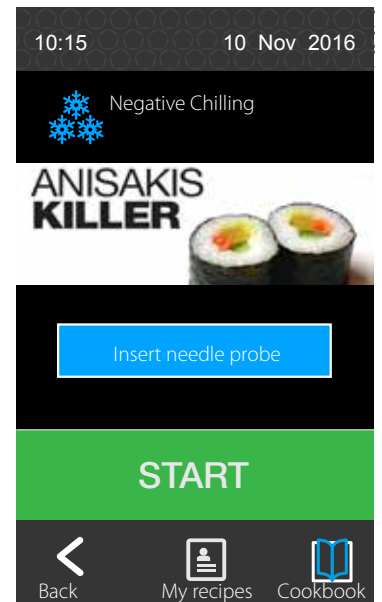 10:15 10 Nov 2016
Negative Chilling
ANISAKIS
KILLER
Insert needle probe
START
Back My recipes Cookbook